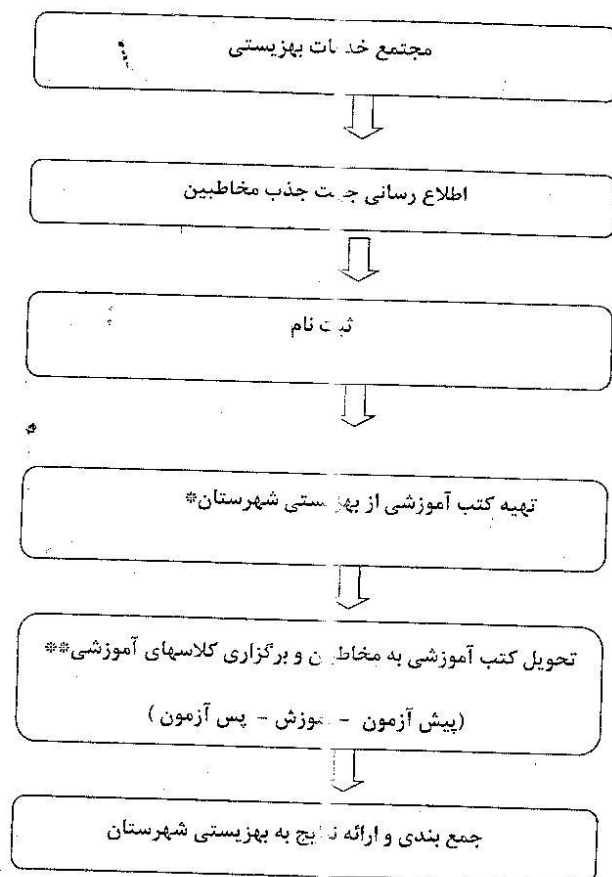 مجتمع خدمات بهزیستی
اطلاع رسانی جهت جذب مخاطبین
ثبت نام
تهیه کتب آموزشی از بهزیستی شهرستان*
تحویل کتب آموزشی به مخاطبین و برگزاری کلاسهای آموزشی**
(پیش آزمون - آموزش - پس آزمون )
جمع بندی و ارائه نتایج به بهزیستی شهرستان